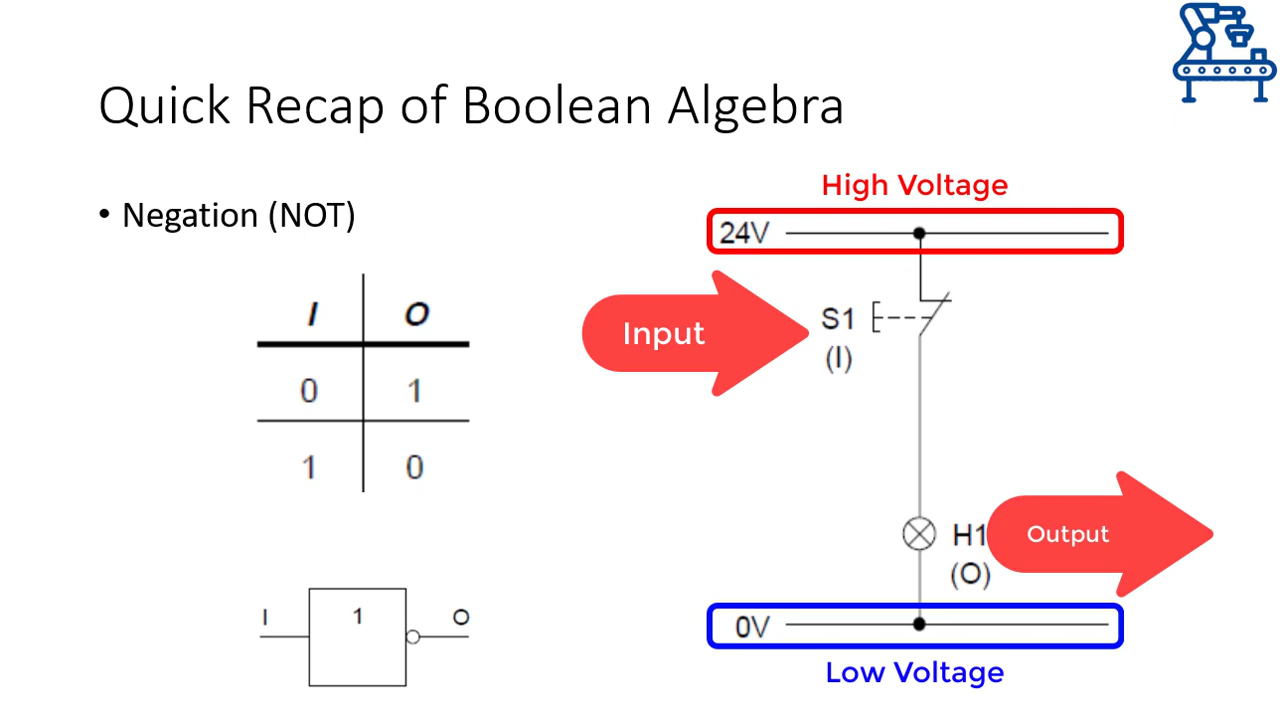 Quick Recap of Boolean Algebra
• Negation (NOT)
I O
0 1
1 0
I 1 O
High Voltage
24V
Input
S1
(I)
H1
Output
(O)
0V
Low Voltage